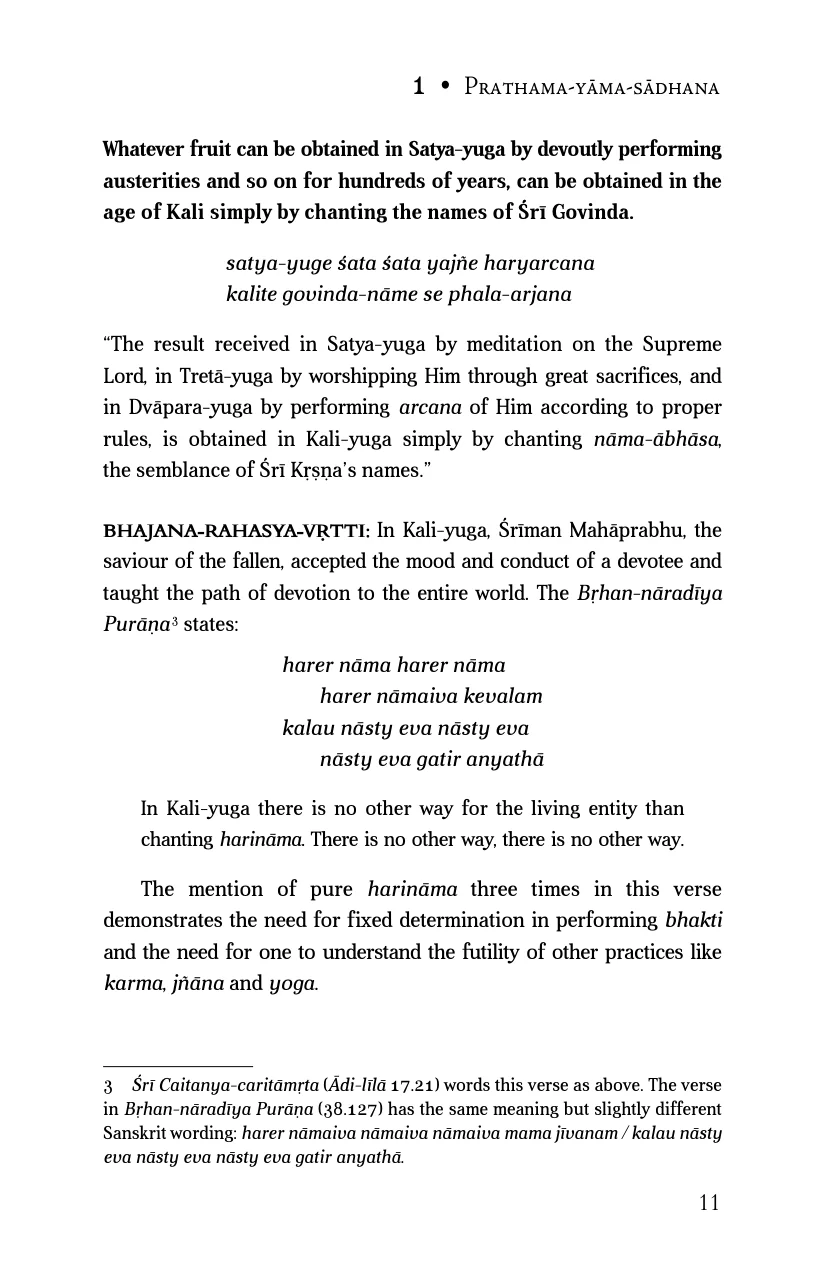 1 • Prathama-yāma-sādhana
Whatever fruit can be obtained in Satya-yuga by devoutly performing
austerities and so on for hundreds of years, can be obtained in the
age of Kali simply by chanting the names of Śrī Govinda.
satya-yuge śata śata yajñe haryarcana
kalite govinda-nāme se phala-arjana
“The result received in Satya-yuga by meditation on the Supreme
Lord, in Tretā-yuga by worshipping Him through great sacrifices, and
in Dvāpara-yuga by performing arcana of Him according to proper
rules, is obtained in Kali-yuga simply by chanting nāma-ābhāsa,
the semblance of Śrī Kṛṣṇa’s names.”
BHAJANA-RAHASYA-VṚTTI: In Kali-yuga, Śrīman Mahāprabhu, the
saviour of the fallen, accepted the mood and conduct of a devotee and
taught the path of devotion to the entire world. The Bṛhan-nāradīya
Purāṇa³ states:
harer nāma harer nāma
harer nāmaiva kevalam
kalau nāsty eva nāsty eva
nāsty eva gatir anyathā
In Kali-yuga there is no other way for the living entity than
chanting harināma. There is no other way, there is no other way.
The mention of pure harināma three times in this verse
demonstrates the need for fixed determination in performing bhakti
and the need for one to understand the futility of other practices like
karma, jñāna and yoga.
3 Śrī Caitanya-caritāmṛta (Ādi-līlā 17.21) words this verse as above. The verse
in Bṛhan-nāradīya Purāṇa (38.127) has the same meaning but slightly different
Sanskrit wording: harer nāmaiva nāmaiva nāmaiva mama jīvanam / kalau nāsty
eva nāsty eva nāsty eva gatir anyathā.
11